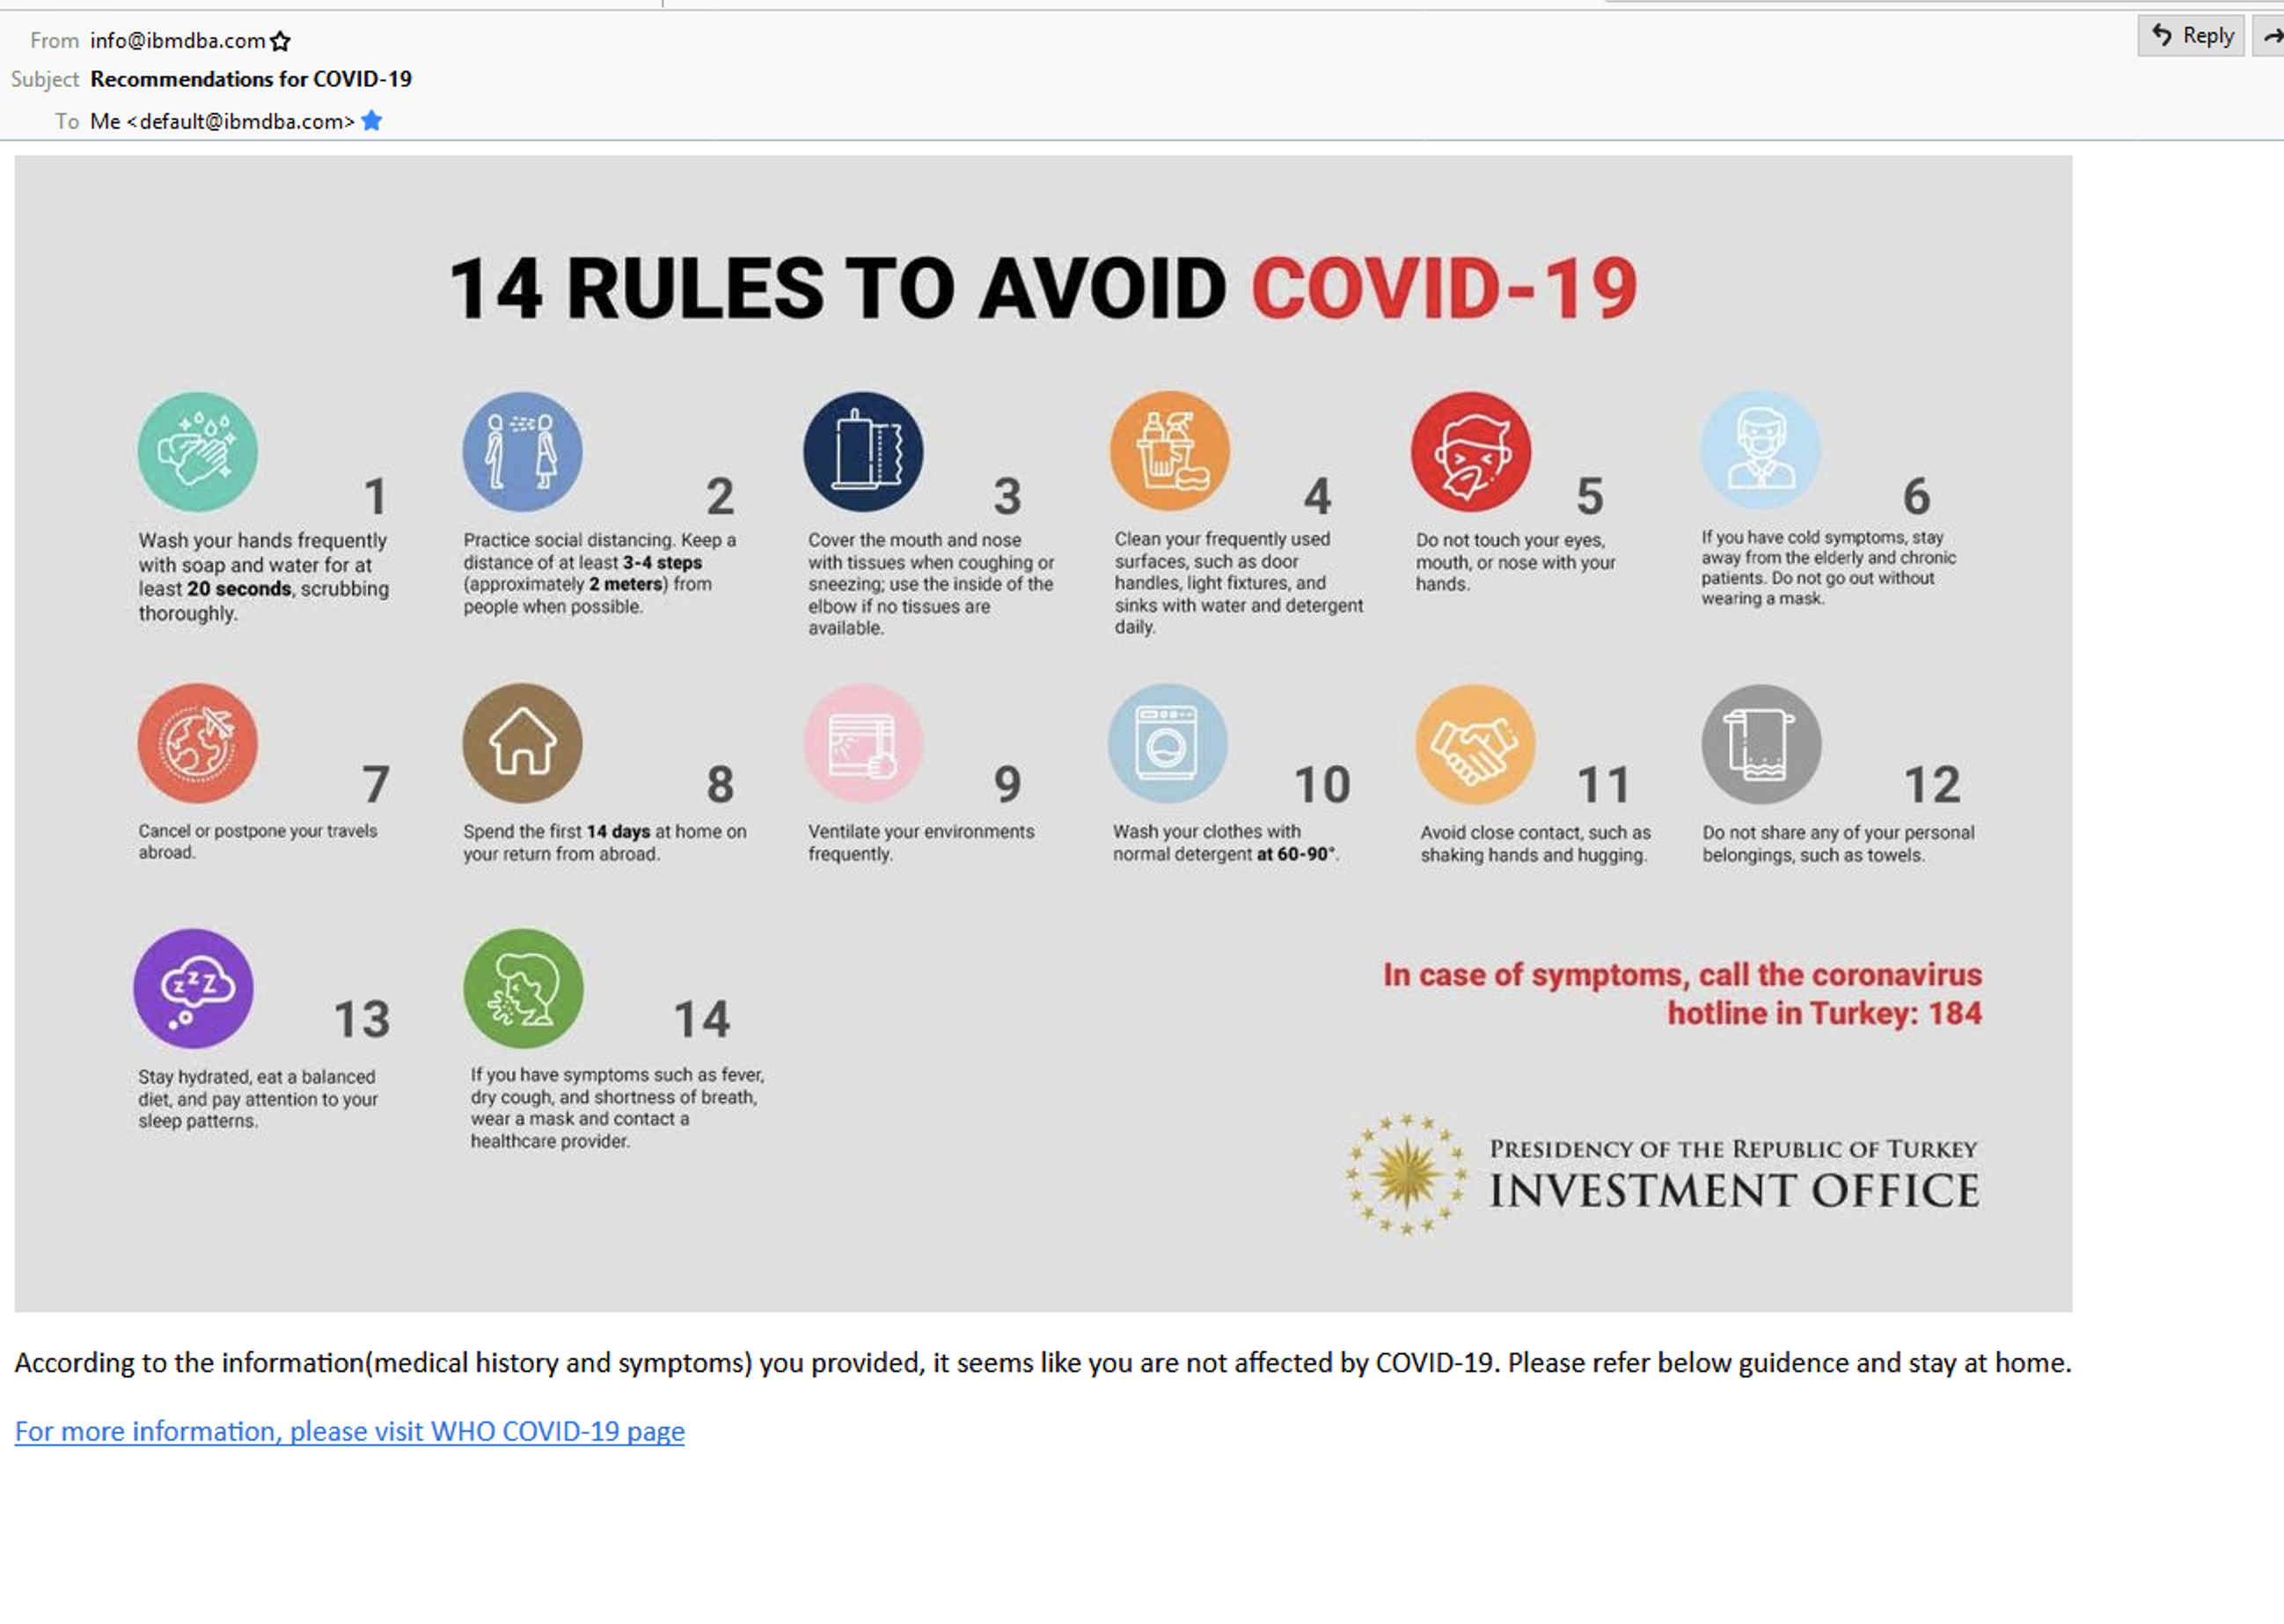 From info@ibmdba.com
Reply
Subject Recommendations for COVID-19
To Me <default@ibmdba.com>
14 RULES TO AVOID COVID-19
1
Wash your hands frequently
with soap and water for at
least 20 seconds, scrubbing
thoroughly.
2
Practice social distancing. Keep a
distance of at least 3-4 steps
(approximately 2 meters) from
people when possible.
3
Cover the mouth and nose
with tissues when coughing or
sneezing; use the inside of the
elbow if no tissues are
available.
4
Clean your frequently used
surfaces, such as door
handles, light fixtures, and
sinks with water and detergent
daily.
5
Do not touch your eyes,
mouth, or nose with your
hands.
6
If you have cold symptoms, stay
away from the elderly and chronic
patients. Do not go out without
wearing a mask.
7
Cancel or postpone your travels
abroad.
8
Spend the first 14 days at home on
your return from abroad.
9
Ventilate your environments
frequently.
10
Wash your clothes with
normal detergent at 60-90°.
11
Avoid close contact, such as
shaking hands and hugging.
12
Do not share any of your personal
belongings, such as towels.
zzZ
13
Stay hydrated, eat a balanced
diet, and pay attention to your
sleep patterns.
14
If you have symptoms such as fever,
dry cough, and shortness of breath,
wear a mask and contact a
healthcare provider.
In case of symptoms, call the coronavirus
hotline in Turkey: 184
PRESIDENCY OF THE REPUBLIC OF TURKEY
INVESTMENT OFFICE
According to the information(medical history and symptoms) you provided, it seems like you are not affected by COVID-19. Please refer below guidence and stay at home.
For more information, please visit WHO COVID-19 page